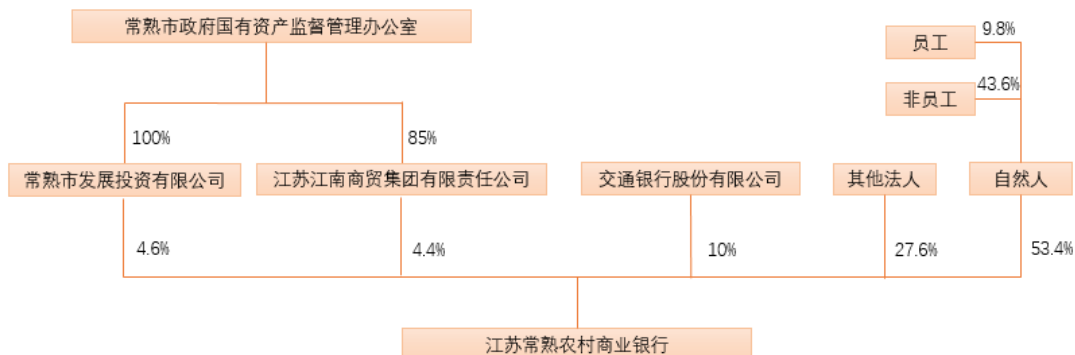 常熟市政府国有资产监督管理办公室
员工
9.8%
非员工
43.6%
100%
85%
常熟市发展投资有限公司
江苏江南商贸集团有限责任公司
交通银行股份有限公司
其他法人
自然人
4.6%
4.4%
10%
27.6%
53.4%
江苏常熟农村商业银行